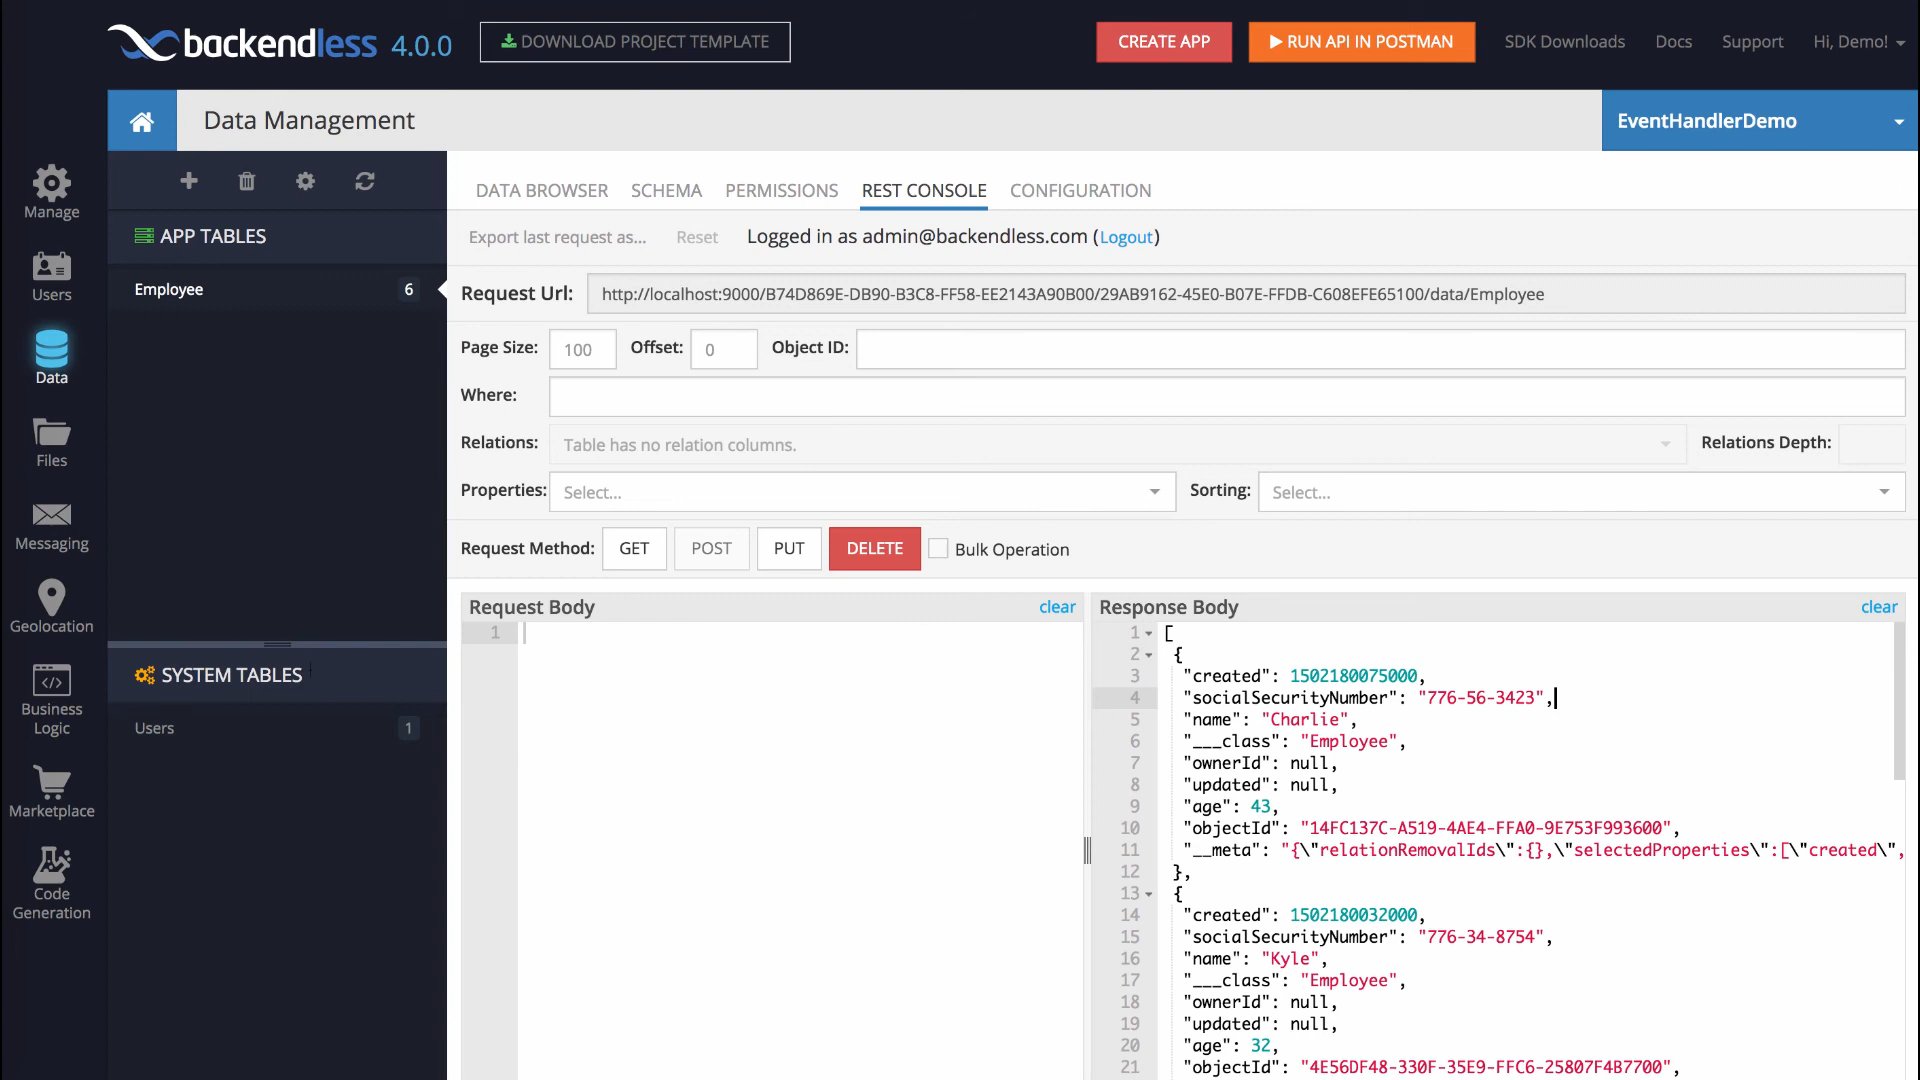 backendless 4.0.0 DOWNLOAD PROJECT TEMPLATE CREATE APP RUN API IN POSTMAN SDK Downloads Docs Support Hi, Demo!
Data Management EventHandlerDemo
Manage
Users
Data
Files
Messaging
Geolocation
Business
Logic
Marketplace
Code
Generation
APP TABLES
Employee 6
SYSTEM TABLES
Users 1
DATA BROWSER SCHEMA PERMISSIONS REST CONSOLE CONFIGURATION
Export last request as... Reset Logged in as admin@backendless.com (Logout)
Request Url: http://localhost:9000/B74D869E-DB90-B3C8-FF58-EE2143A90B00/29AB9162-45E0-B07E-FFDB-C608EFE65100/data/Employee
Page Size: 100 Offset: 0 Object ID:
Where:
Relations: Table has no relation columns. Relations Depth:
Properties: Select... Sorting: Select...
Request Method: GET POST PUT DELETE Bulk Operation
Request Body clear
1
Response Body clear
1 [
2 {
3 "created": 1502180075000,
4 "socialSecurityNumber": "776-56-3423",
5 "name": "Charlie",
6 "___class": "Employee",
7 "ownerId": null,
8 "updated": null,
9 "age": 43,
10 "objectId": "14FC137C-A519-4AE4-FFA0-9E753F993600",
11 "__meta": "{\"relationRemovalIds\":{},\"selectedProperties\":[\"created\",
12 },
13 {
14 "created": 1502180032000,
15 "socialSecurityNumber": "776-34-8754",
16 "name": "Kyle",
17 "___class": "Employee",
18 "ownerId": null,
19 "updated": null,
20 "age": 32,
21 "objectId": "4E56DF48-330F-35E9-FFC6-25807F4B7700",